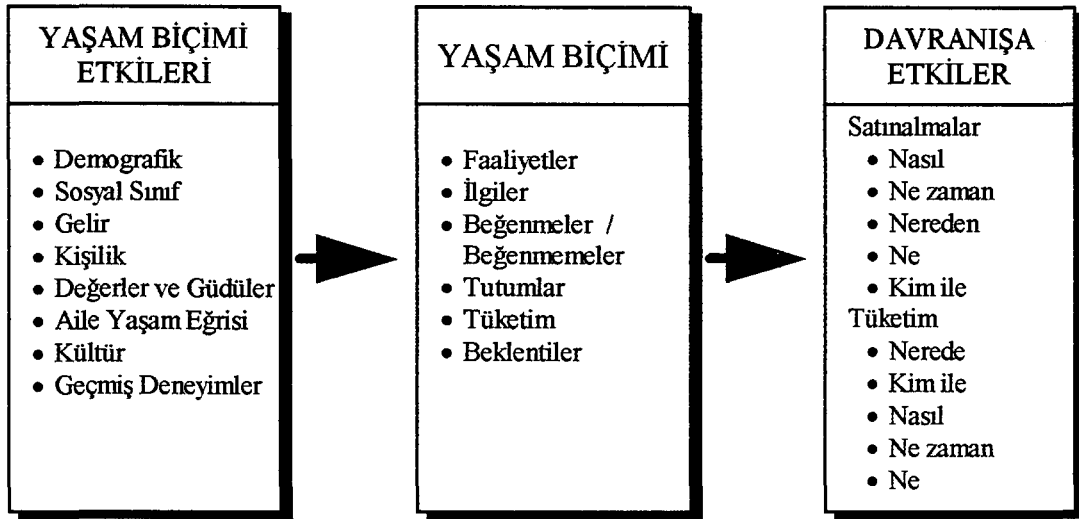 YAŞAM BİÇİMİ
ETKİLERİ
• Demografik
• Sosyal Sınıf
• Gelir
• Kişilik
• Değerler ve Güdüler
• Aile Yaşam Eğrisi
• Kültür
• Geçmiş Deneyimler
YAŞAM BİÇİMİ
• Faaliyetler
• İlgiler
• Beğenmeler /
Beğenmemeler
• Tutumlar
• Tüketim
• Beklentiler
DAVRANIŞA
ETKİLER
Satınalmalar
• Nasıl
• Ne zaman
• Nereden
• Ne
• Kim ile
Tüketim
• Nerede
• Kim ile
• Nasıl
• Ne zaman
• Ne